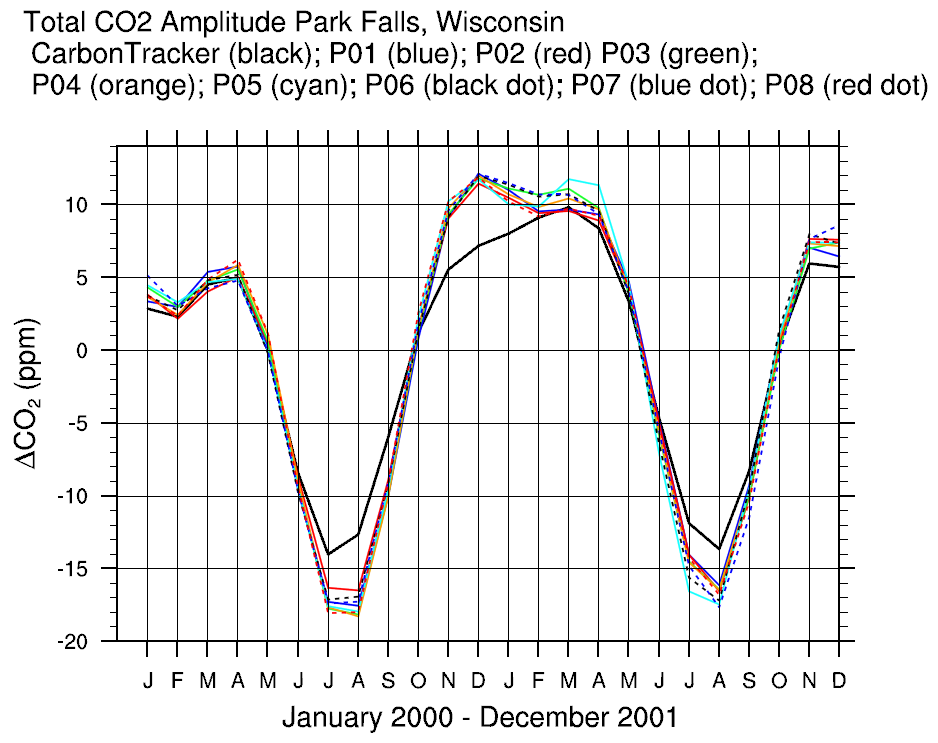 Total CO2 Amplitude Park Falls, Wisconsin
CarbonTracker (black); P01 (blue); P02 (red) P03 (green);
P04 (orange); P05 (cyan); P06 (black dot); P07 (blue dot); P08 (red dot)
10
5
0
-5
-10
-15
-20
ΔCO₂ (ppm)
J F M A M J J A S O N D J F M A M J J A S O N D
January 2000 - December 2001